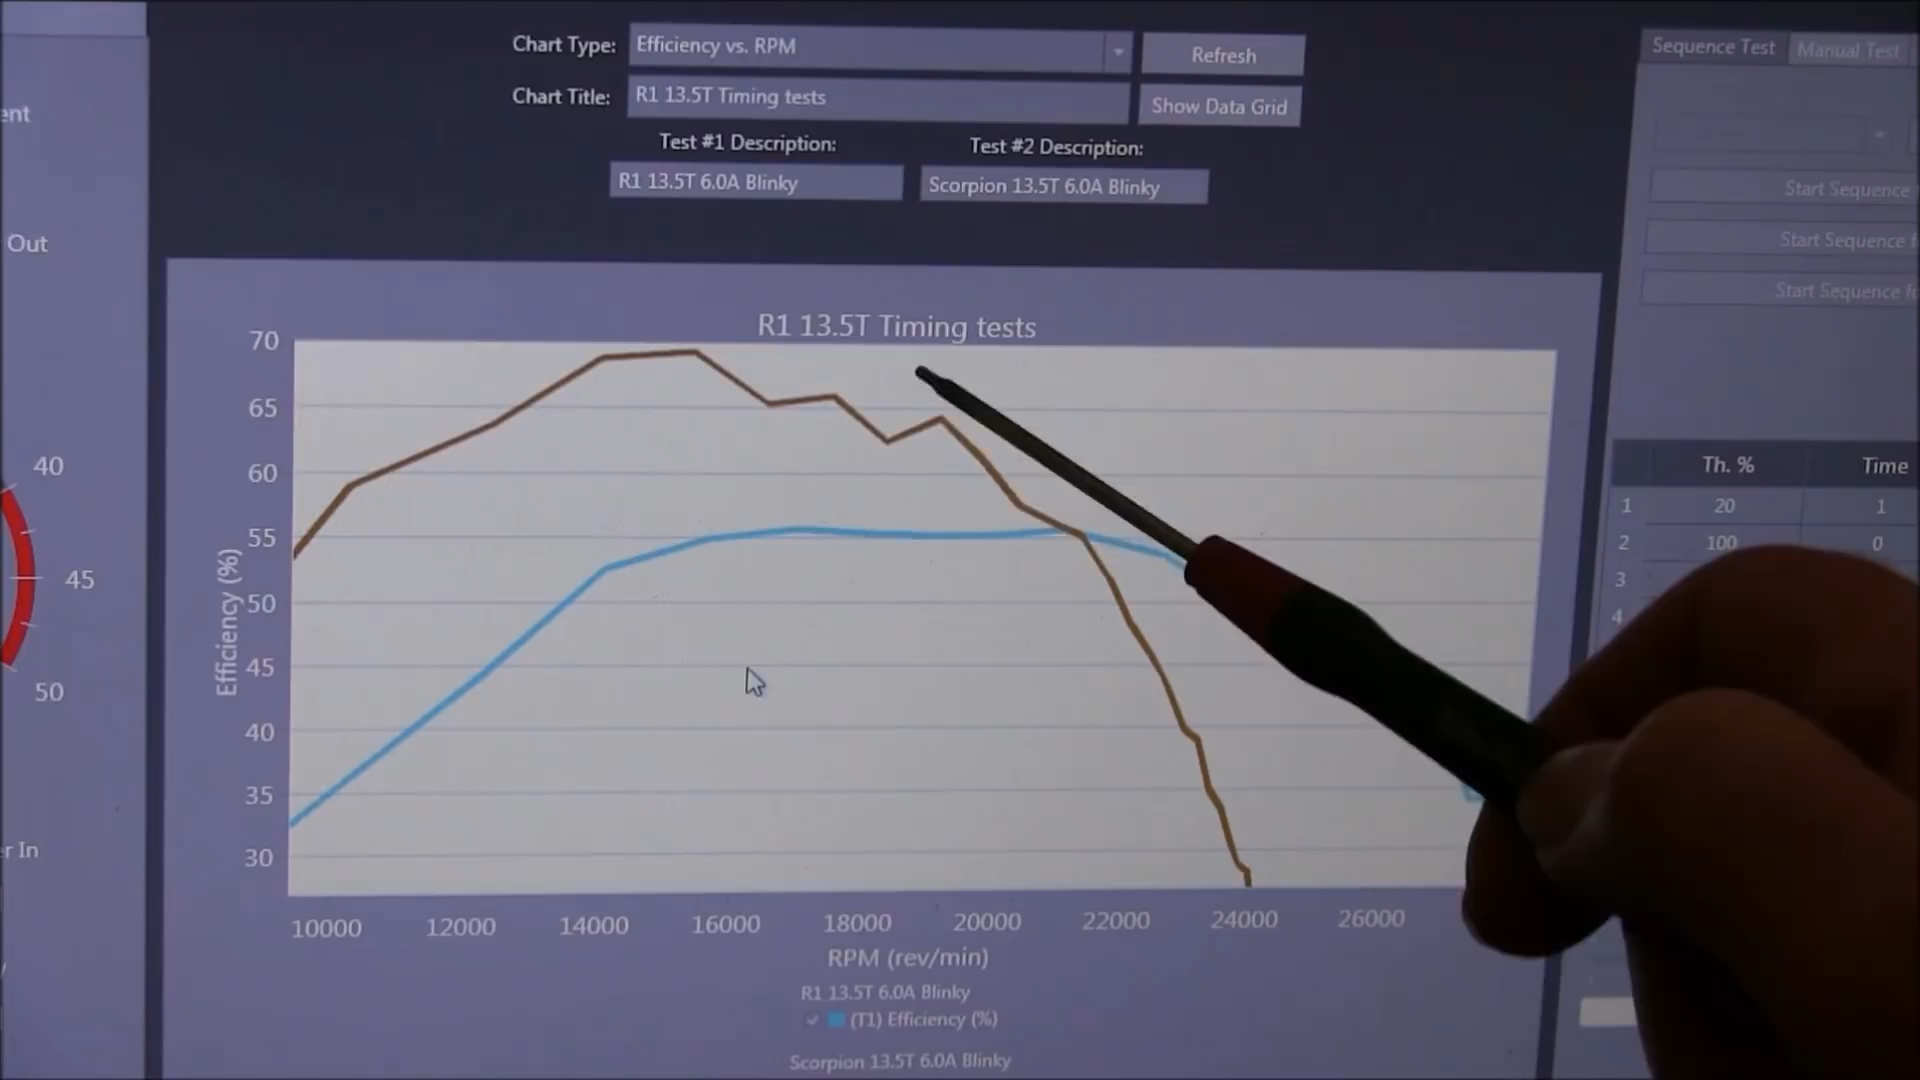 Chart Type: Efficiency vs. RPM Refresh
Chart Title: R1 13.5T Timing tests Show Data Grid
Test #1 Description: Test #2 Description:
R1 13.5T 6.0A Blinky Scorpion 13.5T 6.0A Blinky
Sequence Test Manual Test
Start Sequence
Start Sequence
Start Sequence
Out
40
45
50
In
R1 13.5T Timing tests
70
65
60
55
50
45
40
35
30
Efficiency (%)
10000 12000 14000 16000 18000 20000 22000 24000 26000
RPM (rev/min)
R1 13.5T 6.0A Blinky
(T1) Efficiency (%)
Scorpion 13.5T 6.0A Blinky
Th. % Time
1 20 1
2 100 0
3
4